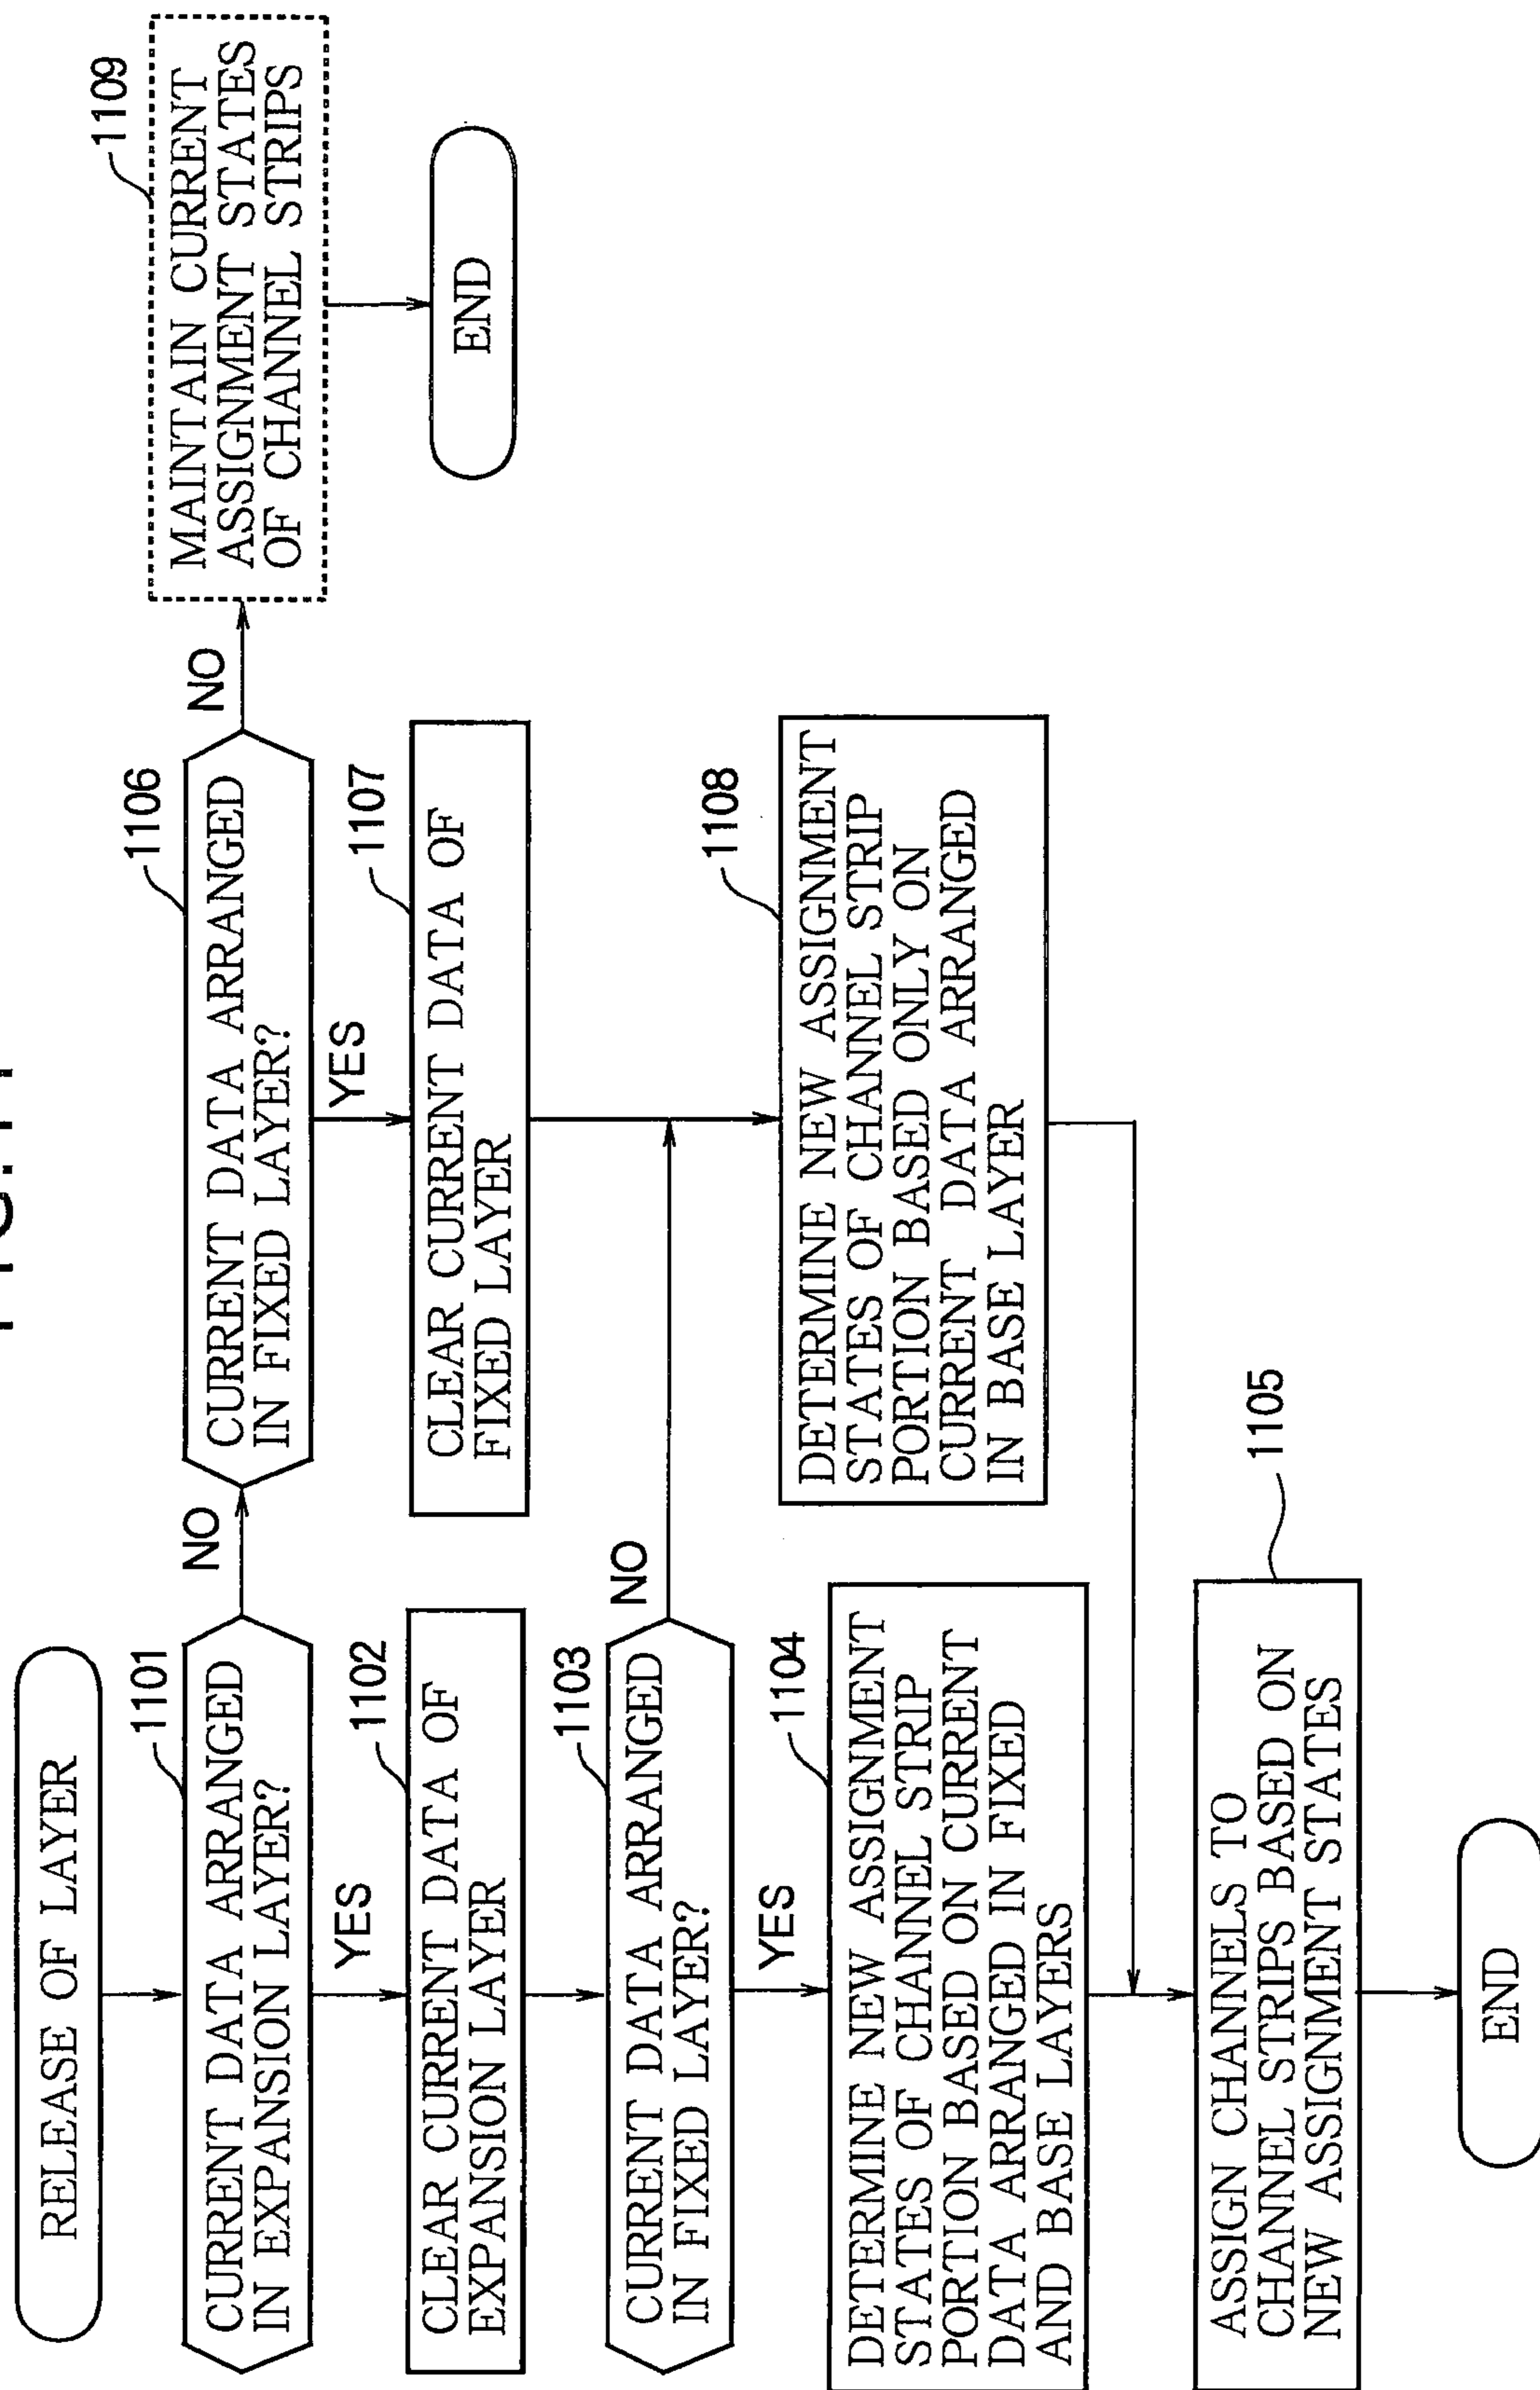 RELEASE OF LAYER
1101
CURRENT DATA ARRANGED
IN EXPANSION LAYER?
NO
YES
1102
CLEAR CURRENT DATA OF
EXPANSION LAYER
1103
CURRENT DATA ARRANGED
IN FIXED LAYER?
NO
YES
1104
DETERMINE NEW ASSIGNMENT
STATES OF CHANNEL STRIP
PORTION BASED ON CURRENT
DATA ARRANGED IN FIXED
AND BASE LAYERS
1105
ASSIGN CHANNELS TO
CHANNEL STRIPS BASED ON
NEW ASSIGNMENT STATES
END
1106
CURRENT DATA ARRANGED
IN FIXED LAYER?
NO
YES
1107
CLEAR CURRENT DATA OF
FIXED LAYER
1108
DETERMINE NEW ASSIGNMENT
STATES OF CHANNEL STRIP
PORTION BASED ONLY ON
CURRENT DATA ARRANGED
IN BASE LAYER
1109
MAINTAIN CURRENT
ASSIGNMENT STATES
OF CHANNEL STRIPS
END